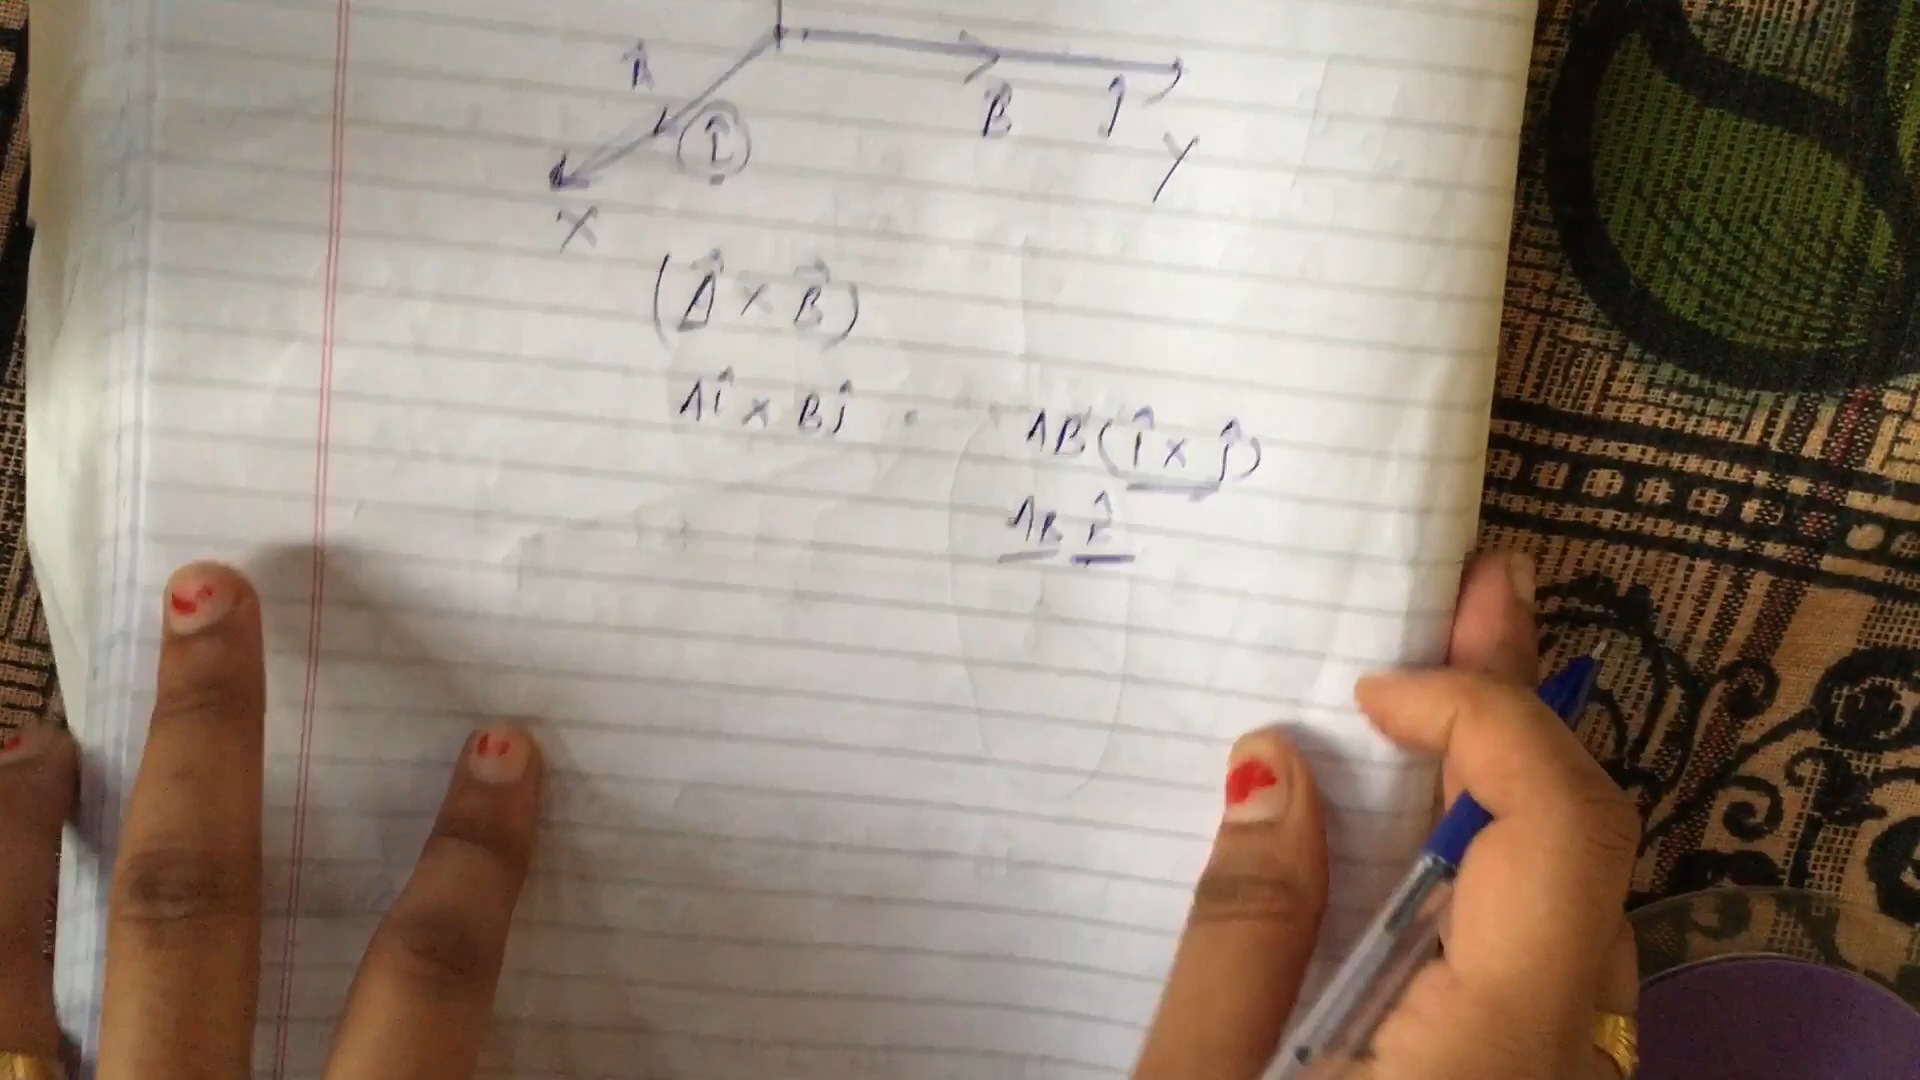 A
î
B ĵ
X
Y
(A⃗ × B⃗)
Aî × Bĵ AB(î × ĵ)
AB k̂